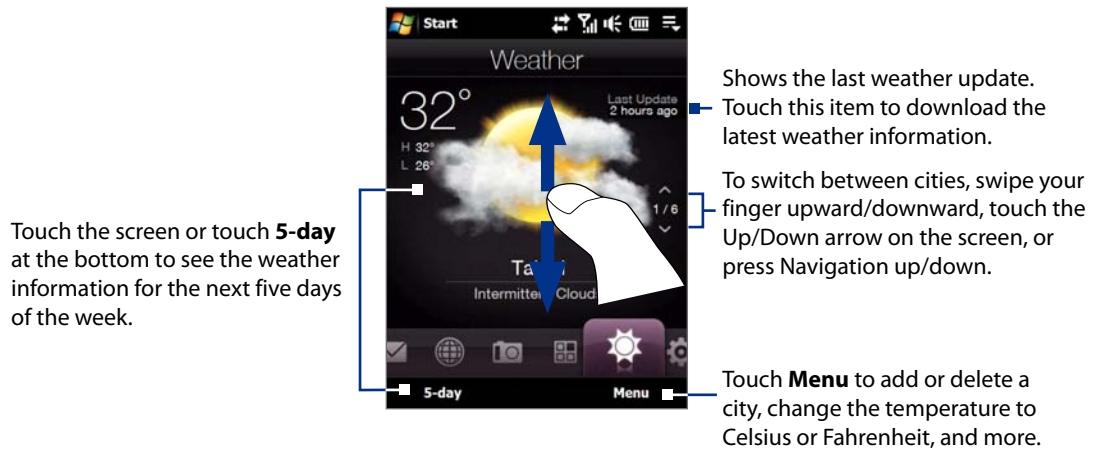 Start
Weather
32°
H 32°
L 26°
Last Update
2 hours ago
1 / 6
Intermitten Cloud
5-day
Menu
Touch the screen or touch 5-day
at the bottom to see the weather
information for the next five days
of the week.
Shows the last weather update.
Touch this item to download the
latest weather information.
To switch between cities, swipe your
finger upward/downward, touch the
Up/Down arrow on the screen, or
press Navigation up/down.
Touch Menu to add or delete a
city, change the temperature to
Celsius or Fahrenheit, and more.